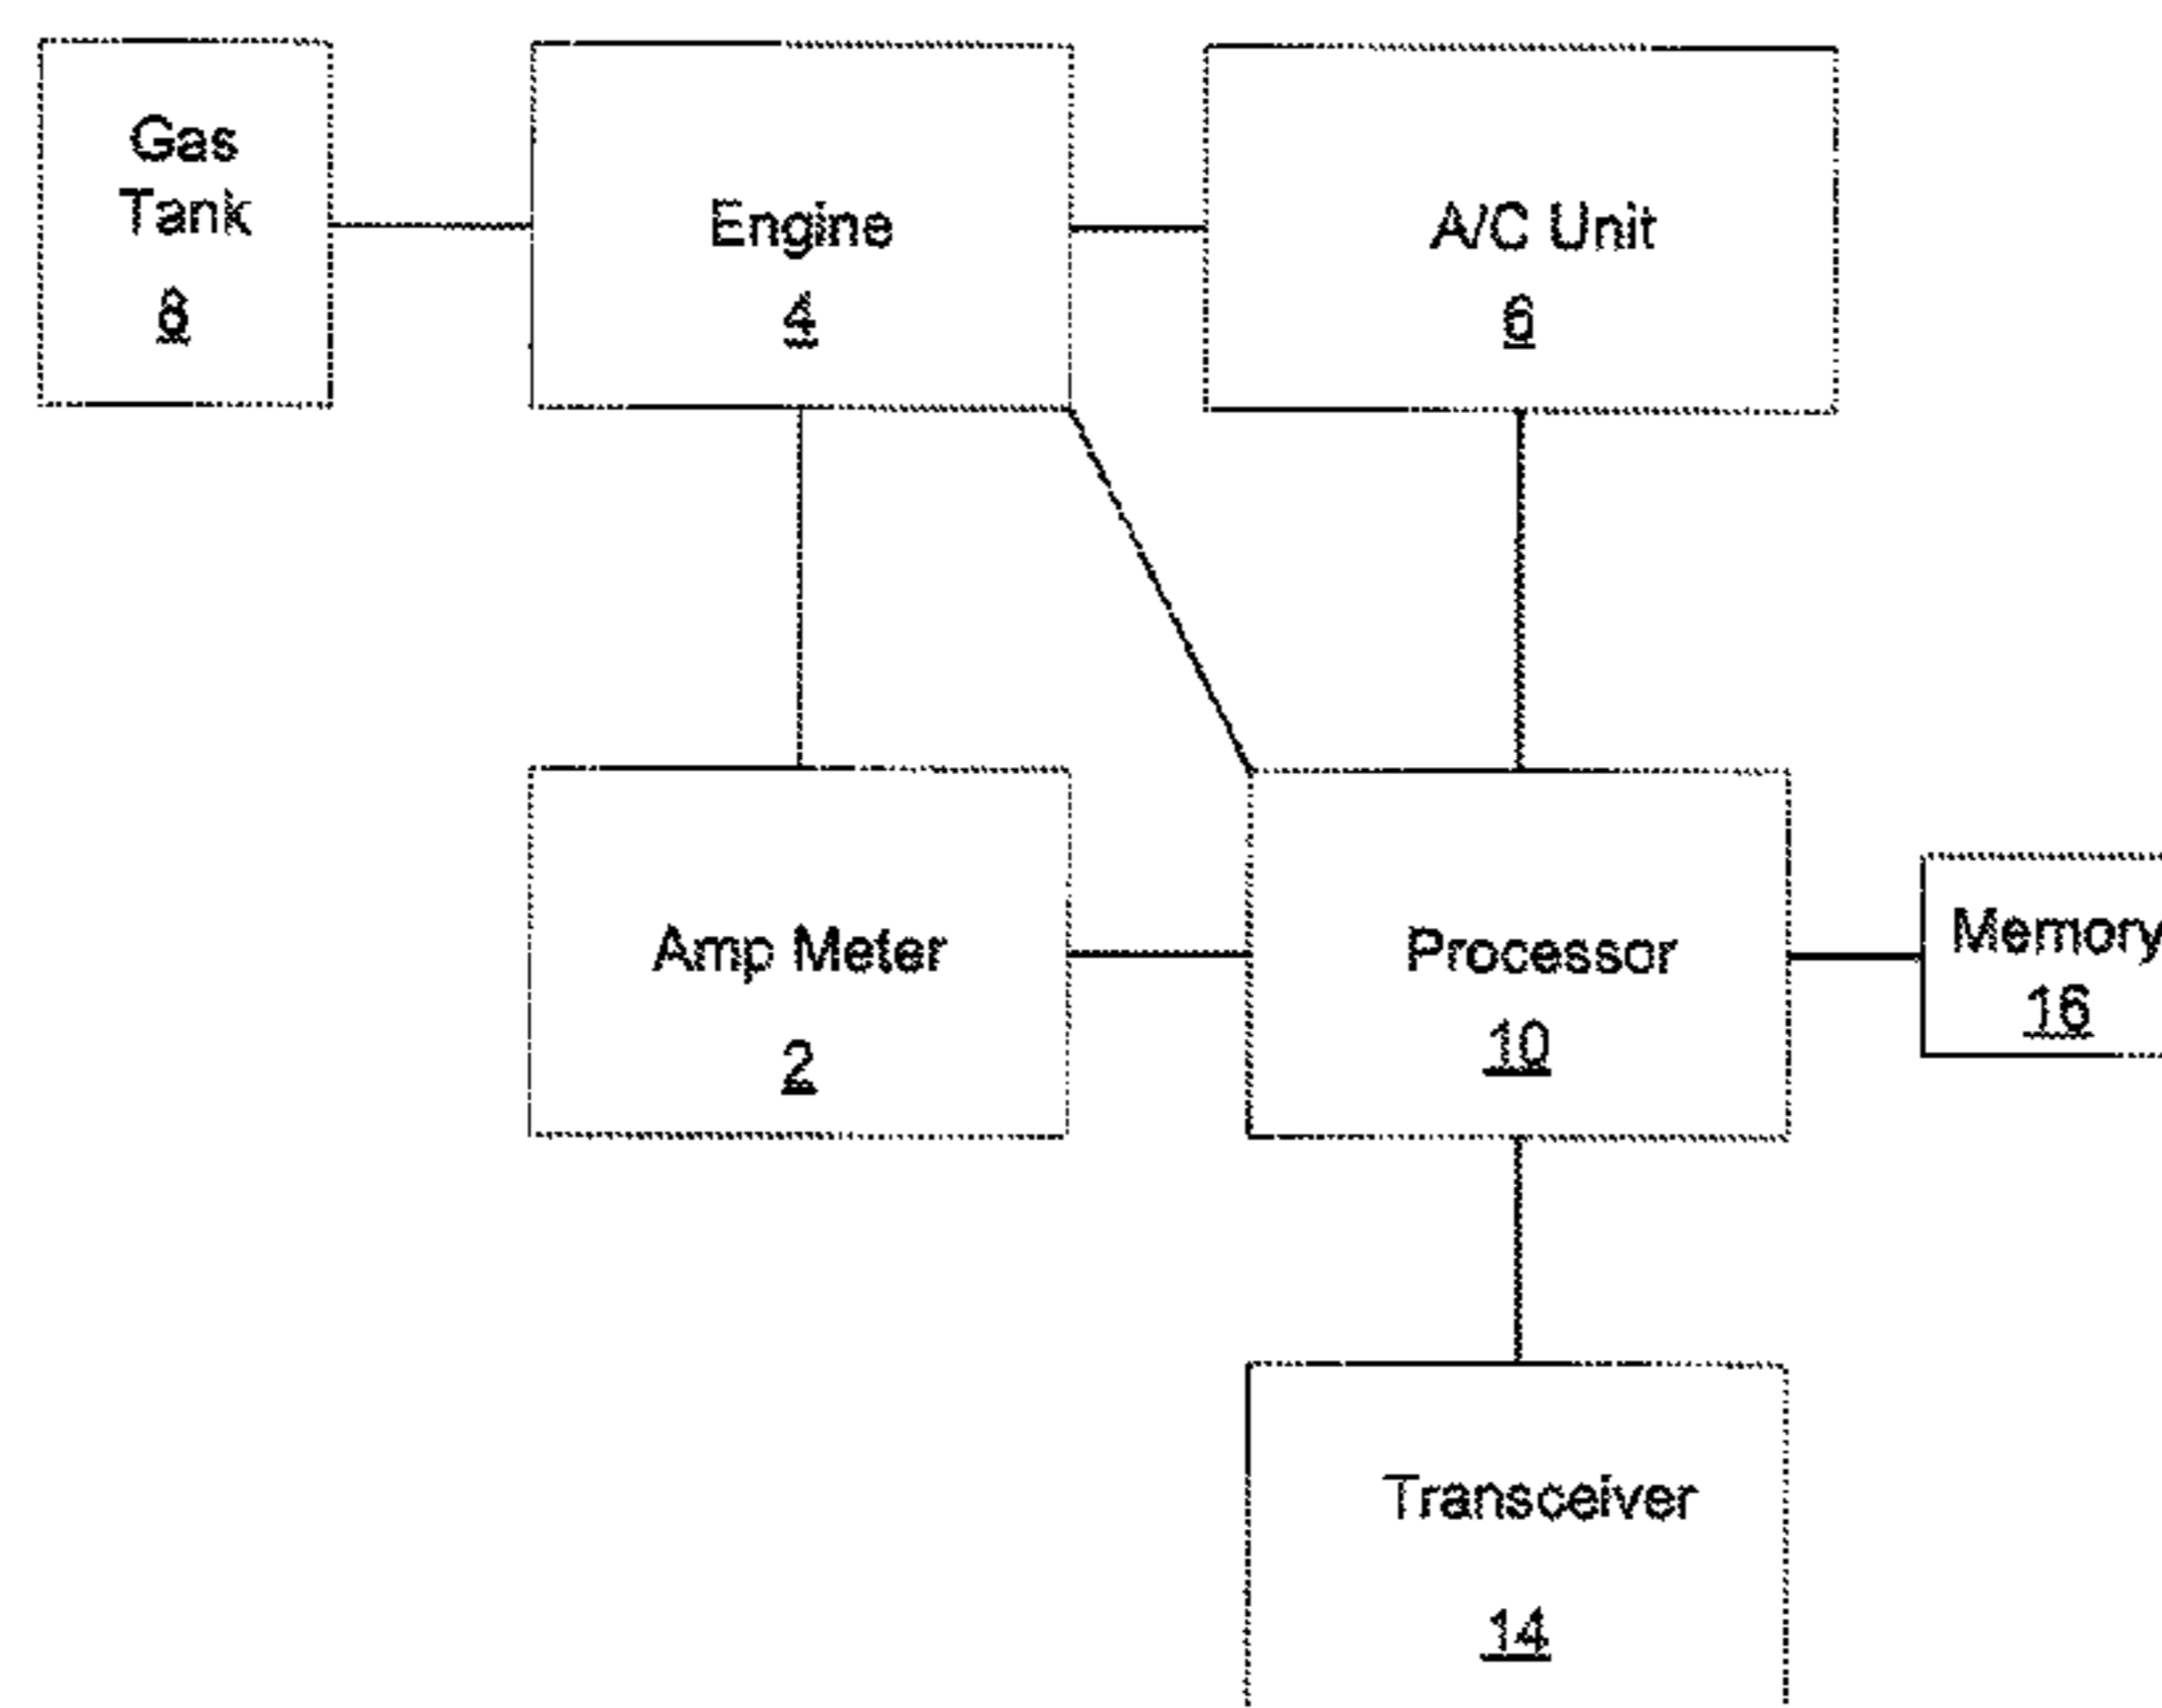 Gas
Tank
8
Engine
4
A/C Unit
6
Amp Meter
2
Processor
10
Memory
16
Transceiver
14